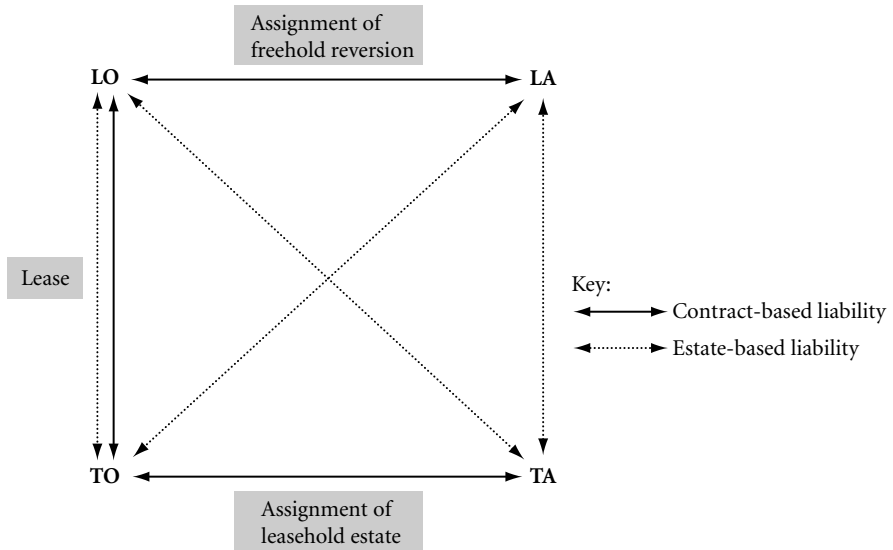 Assignment of
freehold reversion
LO
LA
Lease
Key:
Contract-based liability
Estate-based liability
TO
TA
Assignment of
leasehold estate